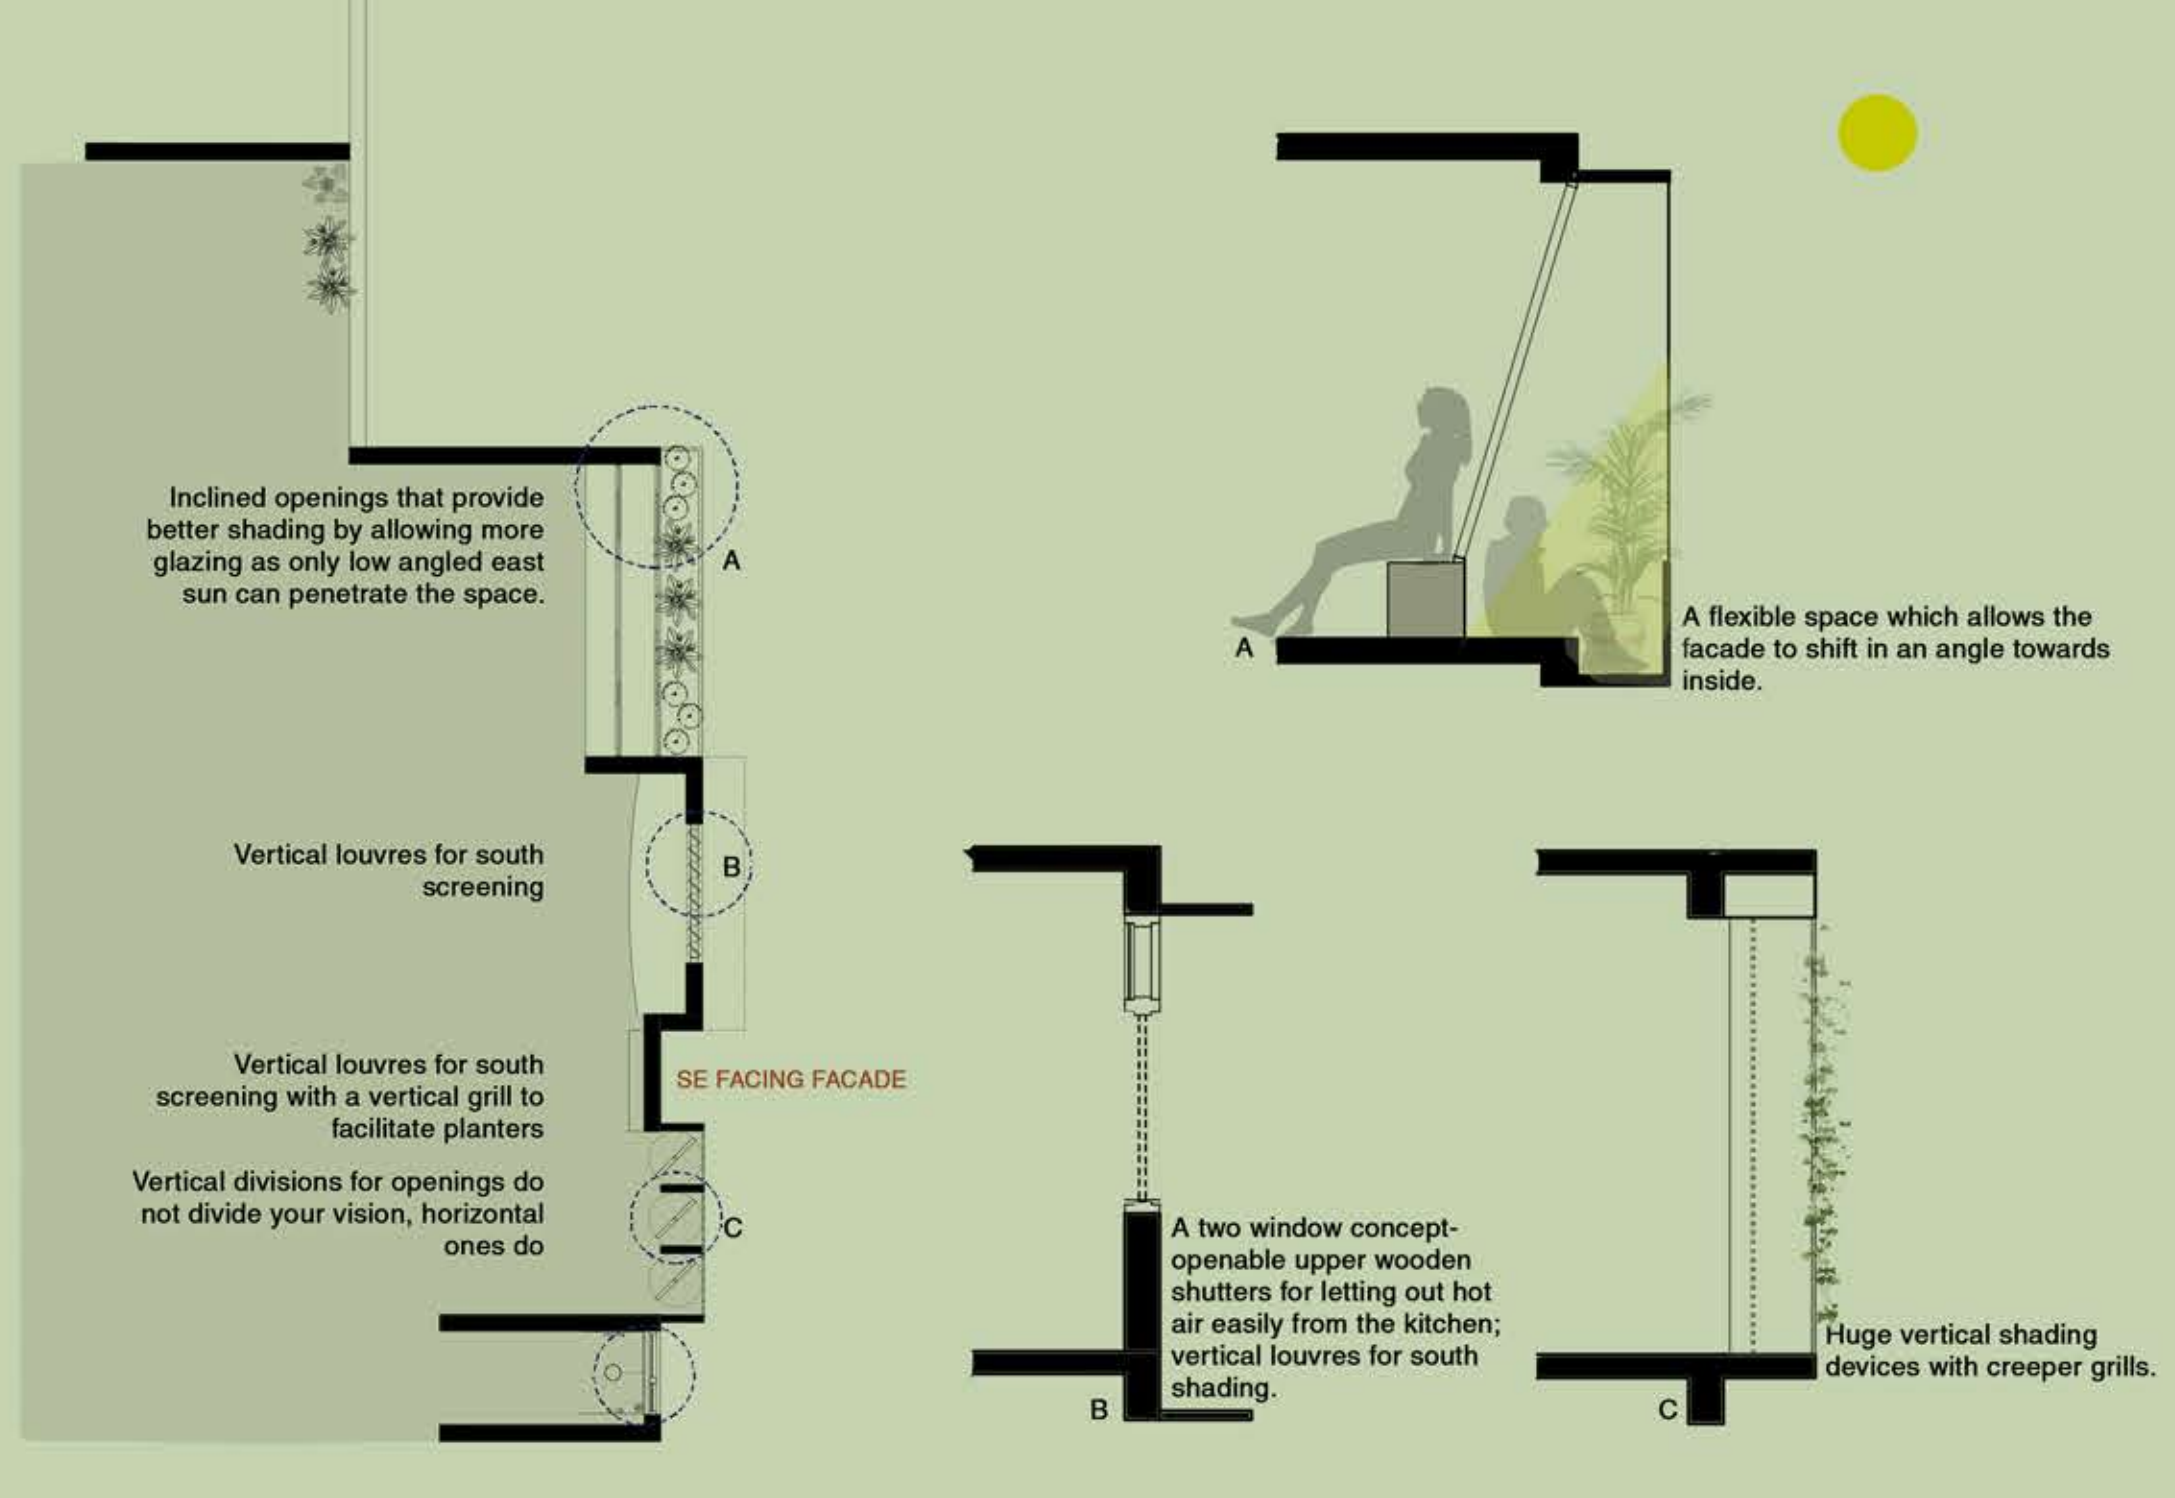 Inclined openings that provide
better shading by allowing more
glazing as only low angled east
sun can penetrate the space.
A
Vertical louvres for south
screening
B
Vertical louvres for south
screening with a vertical grill to
facilitate planters
SE FACING FACADE
Vertical divisions for openings do
not divide your vision, horizontal
ones do
C
A
A flexible space which allows the
facade to shift in an angle towards
inside.
A two window concept-
openable upper wooden
shutters for letting out hot
air easily from the kitchen;
vertical louvres for south
shading.
B
Huge vertical shading
devices with creeper grills.
C